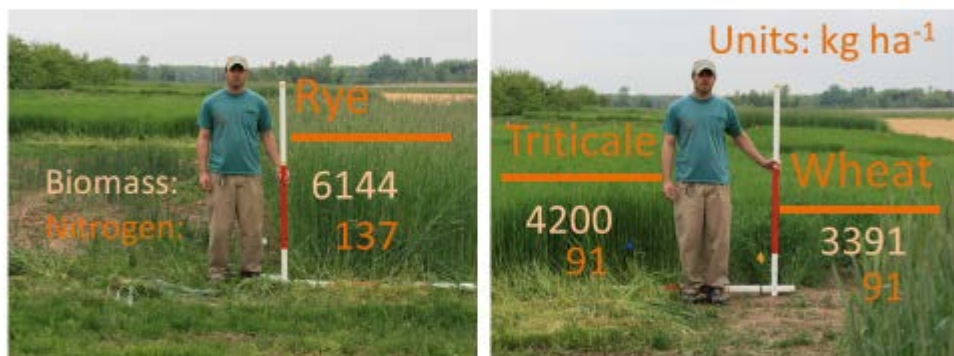 Rye
Biomass: 6144
Nitrogen: 137
Units: kg ha⁻¹
Triticale
4200
91
Wheat
3391
91